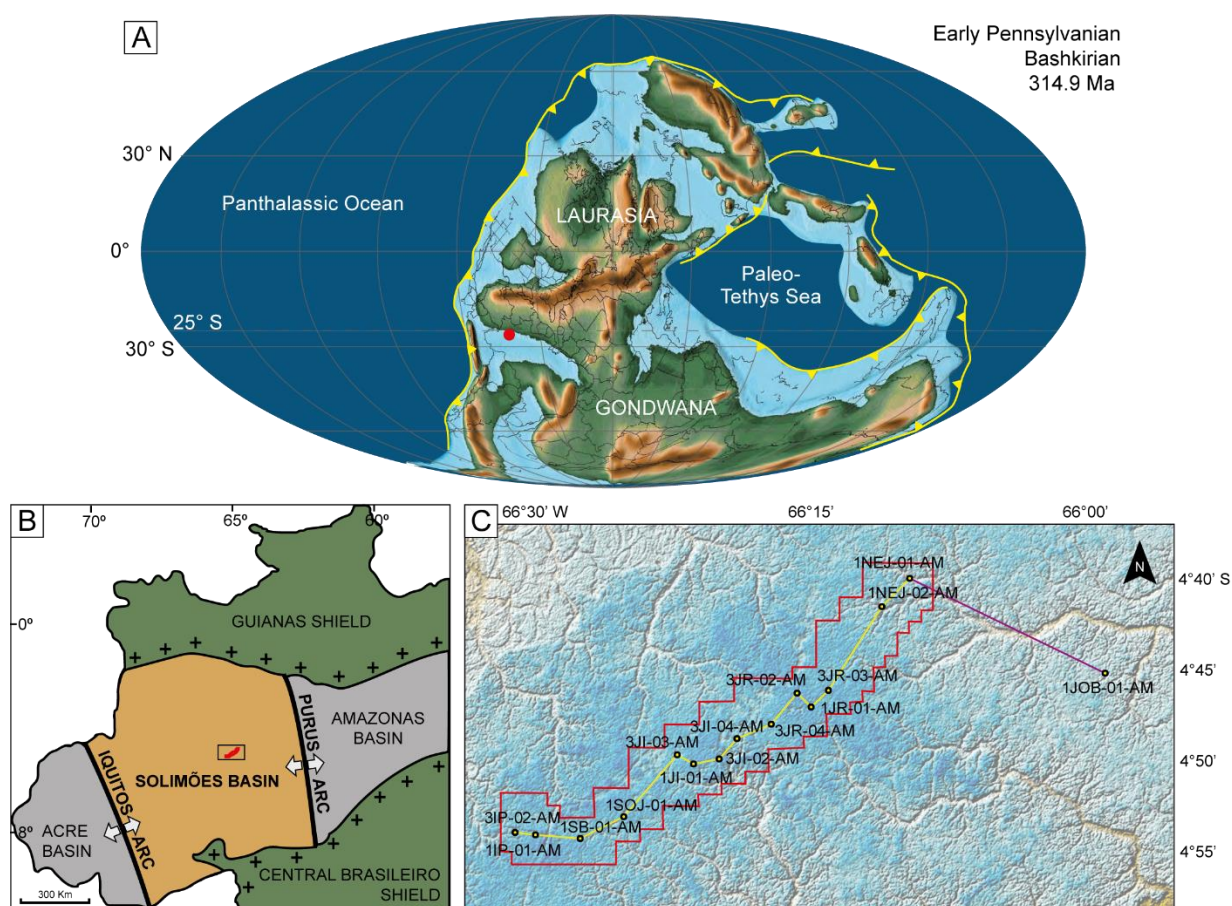 A
Early Pennsylvanian
Bashkirian
314.9 Ma
30° N
Panthalassic Ocean
LAURASIA
0°
Paleo-
Tethys Sea
25° S
30° S
GONDWANA
B
70°
65°
60°
0°
GUIANAS SHIELD
PURUS ARC
AMAZONAS
BASIN
IQUITOS ARC
SOLIMÕES BASIN
8°
ACRE
BASIN
CENTRAL BRASILEIRO
SHIELD
300 Km
C
66°30' W
66°15'
66°00'
N
1NEJ-01-AM
4°40' S
1NEJ-02-AM
3JR-02-AM
3JR-03-AM
4°45'
1JOB-01-AM
1JR-01-AM
3JI-04-AM
3JR-04-AM
3JI-03-AM
3JI-02-AM
4°50'
1JI-01-AM
1SOJ-01-AM
3IP-02-AM
1SB-01-AM
1IP-01-AM
4°55'